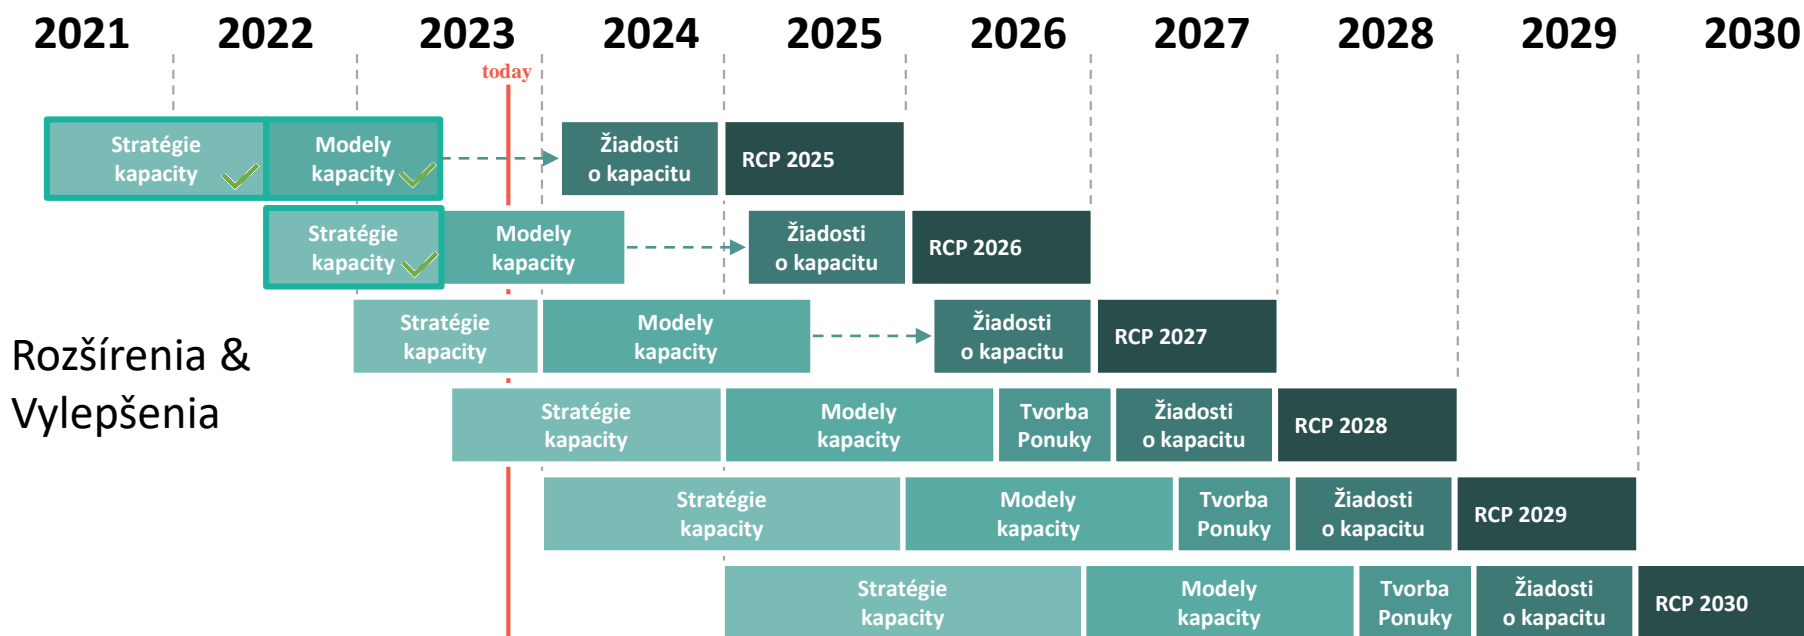 2021 2022 2023 2024 2025 2026 2027 2028 2029 2030
today
Stratégie
kapacity
Modely
kapacity
Žiadosti
o kapacitu
RCP 2025
Stratégie
kapacity
Modely
kapacity
Žiadosti
o kapacitu
RCP 2026
Stratégie
kapacity
Modely
kapacity
Žiadosti
o kapacitu
RCP 2027
Rozšírenia &
Vylepšenia
Stratégie
kapacity
Modely
kapacity
Tvorba
Ponuky
Žiadosti
o kapacitu
RCP 2028
Stratégie
kapacity
Modely
kapacity
Tvorba
Ponuky
Žiadosti
o kapacitu
RCP 2029
Stratégie
kapacity
Modely
kapacity
Tvorba
Ponuky
Žiadosti
o kapacitu
RCP 2030